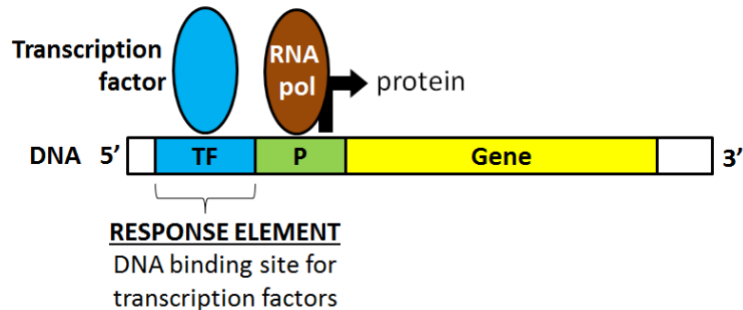 Transcription
factor
RNA
pol
protein
DNA 5’ TF P Gene 3’
RESPONSE ELEMENT
DNA binding site for
transcription factors